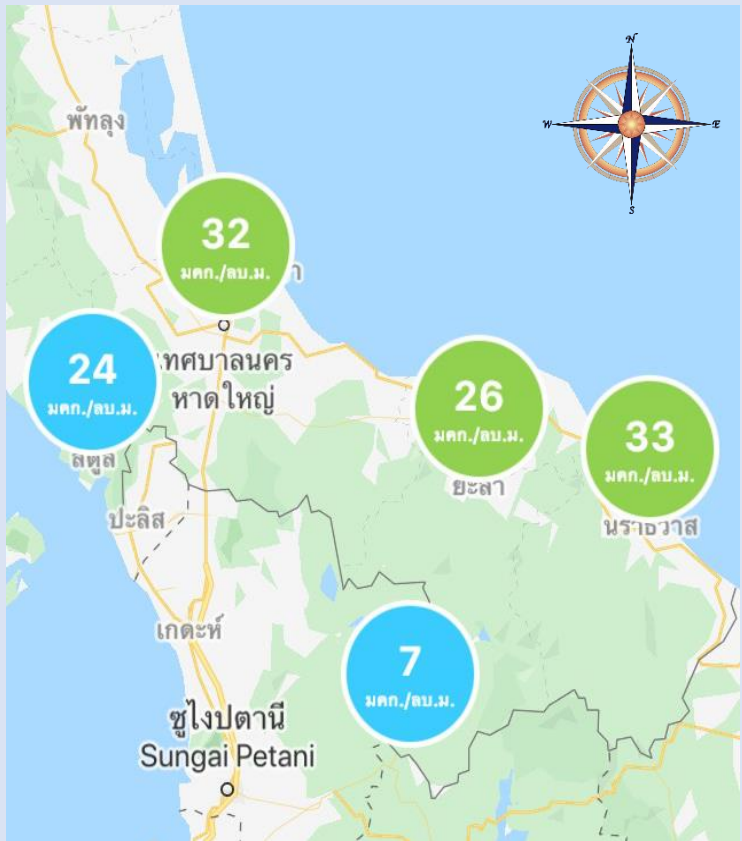 N
W
E
S
พัทลุง
32
มคก./ลบ.ม.
า
24
มคก./ลบ.ม.
เทศบาลนคร
หาดใหญ่
26
มคก./ลบ.ม.
33
มคก./ลบ.ม.
สตูล
ยะลา
ปะลิส
นราธิวาส
เกดะห์
7
มคก./ลบ.ม.
ซูไงปตานี
Sungai Petani